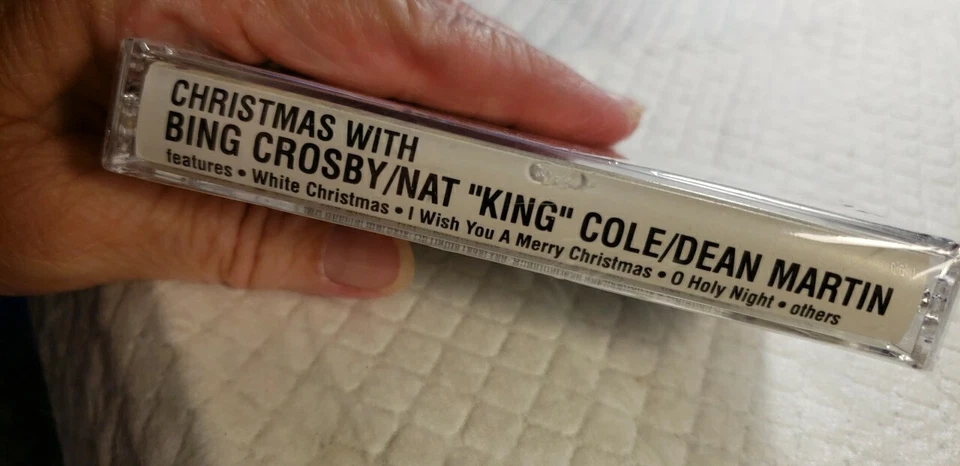 CHRISTMAS WITH
BING CROSBY/NAT "KING" COLE/DEAN MARTIN
features • White Christmas • I Wish You A Merry Christmas • O Holy Night • others